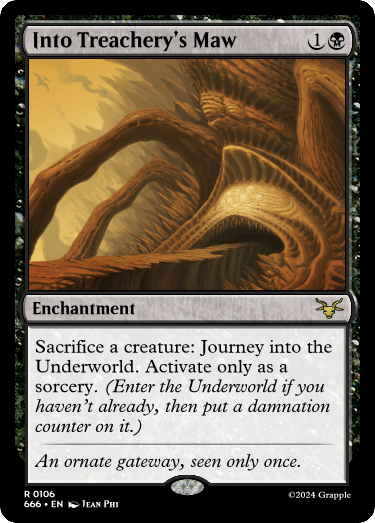 Into Treachery's Maw 1
Enchantment
Sacrifice a creature: Journey into the
Underworld. Activate only as a
sorcery. (Enter the Underworld if you
haven't already, then put a damnation
counter on it.)
An ornate gateway, seen only once.
R 0106
666 • EN Jean Phi
©2024 Grapple